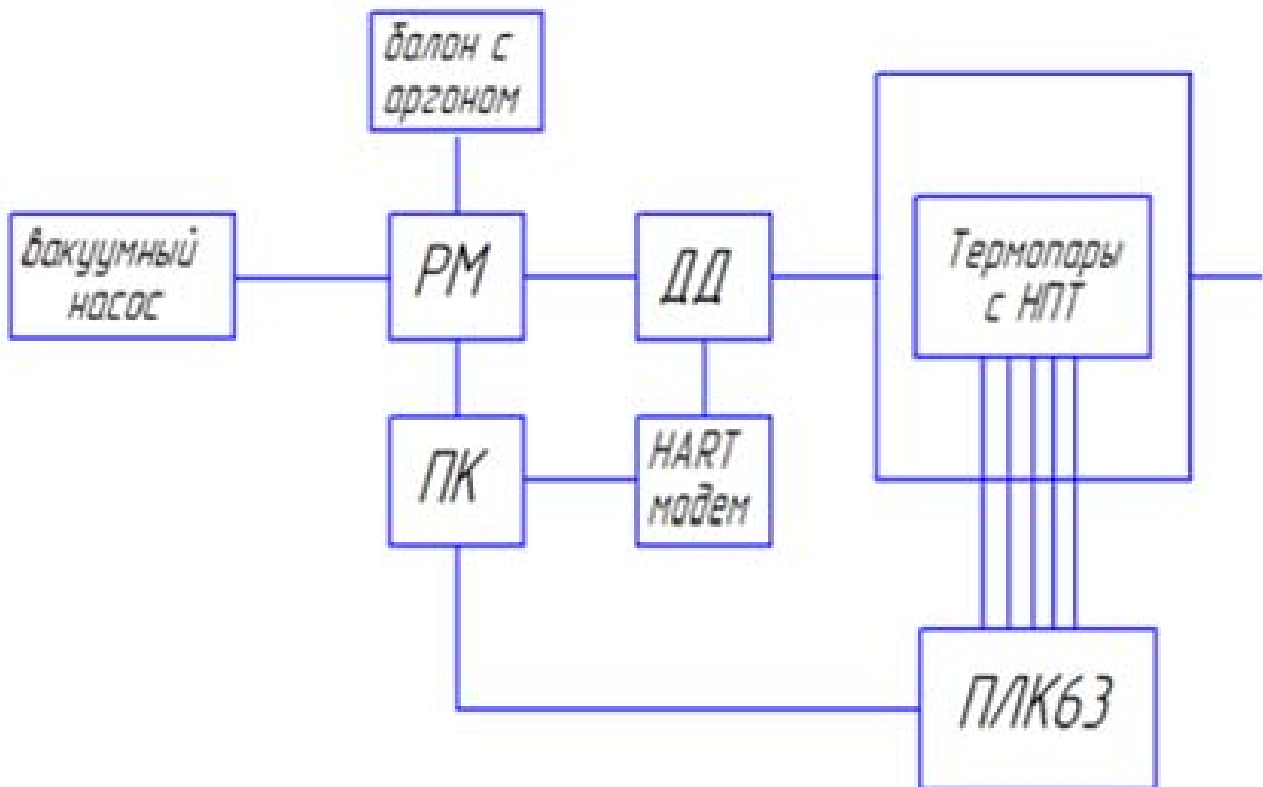 балон с
аргоном
вакуумный
насос
РМ
ДД
Термопары
с НПТ
ПК
HART
модем
ПЛК63